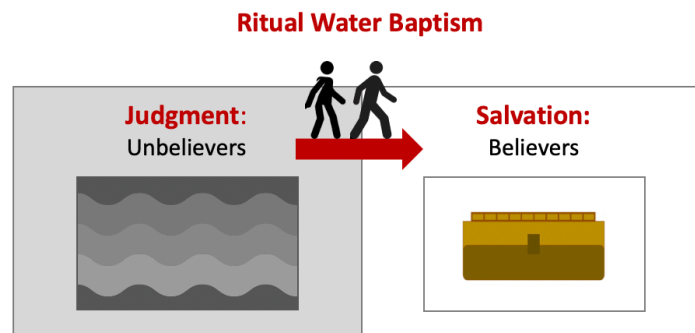 Ritual Water Baptism
Judgment:
Unbelievers
Salvation:
Believers